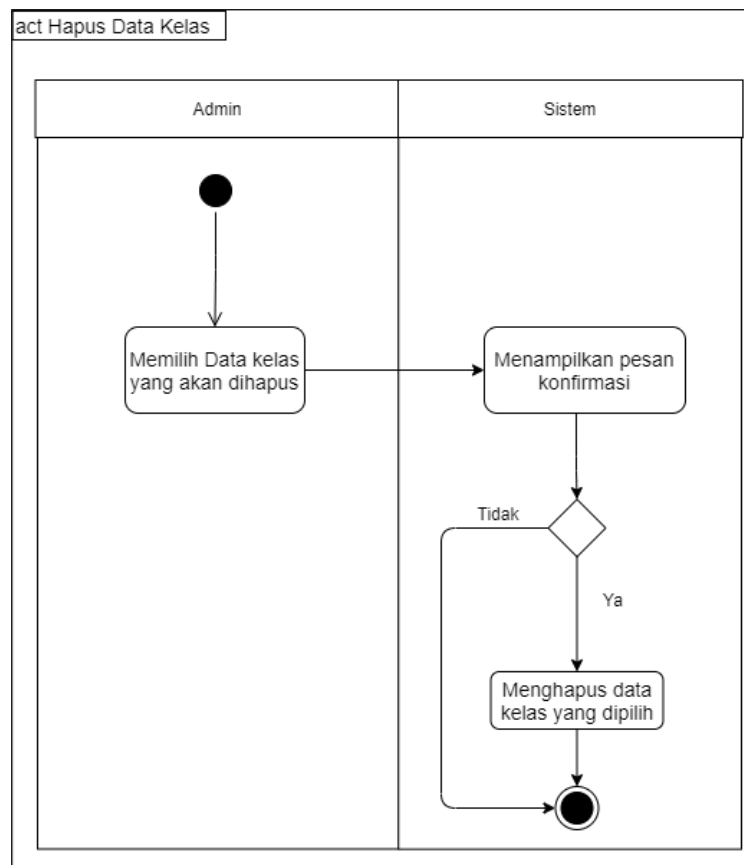 act Hapus Data Kelas
Admin
Sistem
Memilih Data kelas
yang akan dihapus
Menampilkan pesan
konfirmasi
Tidak
Ya
Menghapus data
kelas yang dipilih